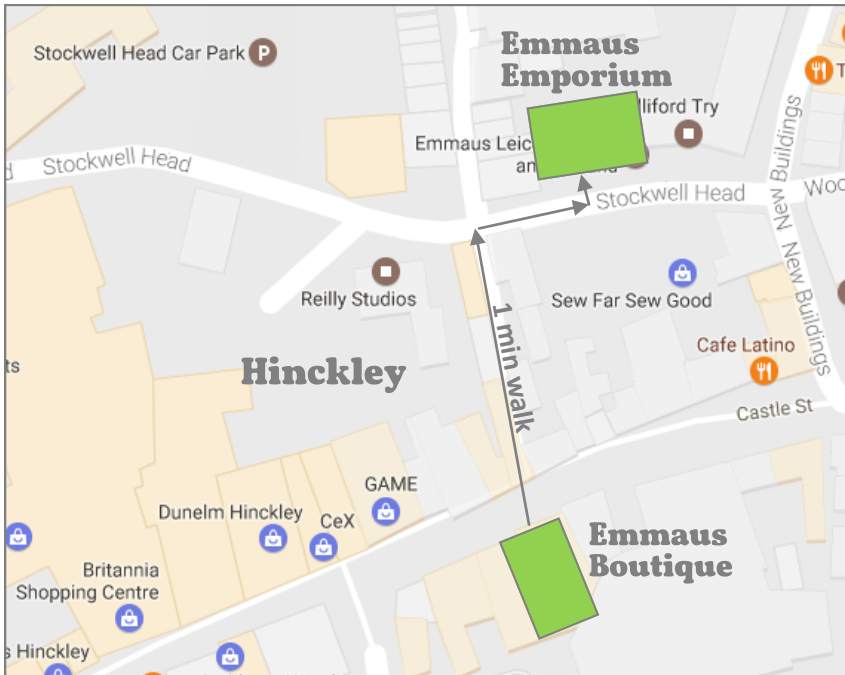 Stockwell Head Car Park
P
Emmaus
Emporium
lliford Try
Emmaus Leic
an
Stockwell Head
Stockwell Head
New Buildings
New Buildings
Woo
Reilly Studios
Sew Far Sew Good
1 min walk
Hinckley
Cafe Latino
Castle St
ts
GAME
Dunelm Hinckley
CeX
Emmaus
Boutique
Britannia
Shopping Centre
s Hinckley